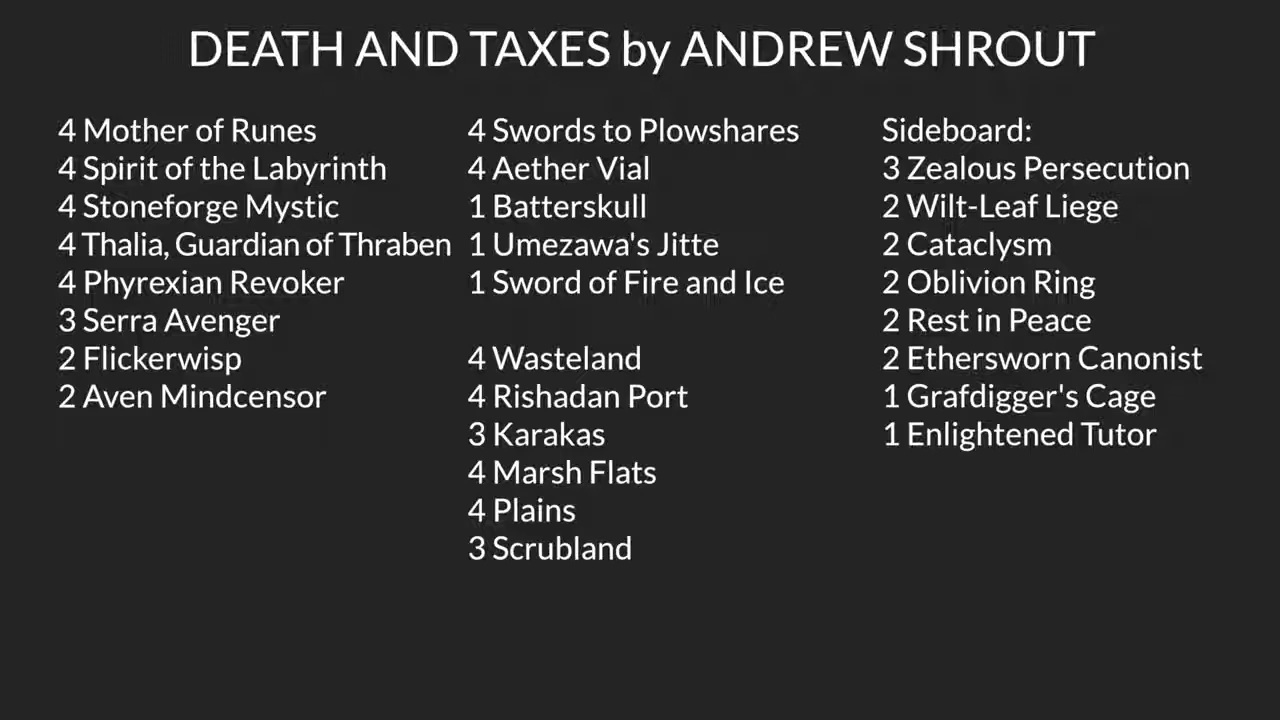 DEATH AND TAXES by ANDREW SHROUT
4 Mother of Runes
4 Spirit of the Labyrinth
4 Stoneforge Mystic
4 Thalia, Guardian of Thraben
4 Phyrexian Revoker
3 Serra Avenger
2 Flickerwisp
2 Aven Mindcensor
4 Swords to Plowshares
4 Aether Vial
1 Batterskull
1 Umezawa's Jitte
1 Sword of Fire and Ice
4 Wasteland
4 Rishadan Port
3 Karakas
4 Marsh Flats
4 Plains
3 Scrubland
Sideboard:
3 Zealous Persecution
2 Wilt-Leaf Liege
2 Cataclysm
2 Oblivion Ring
2 Rest in Peace
2 Ethersworn Canonist
1 Grafdigger's Cage
1 Enlightened Tutor